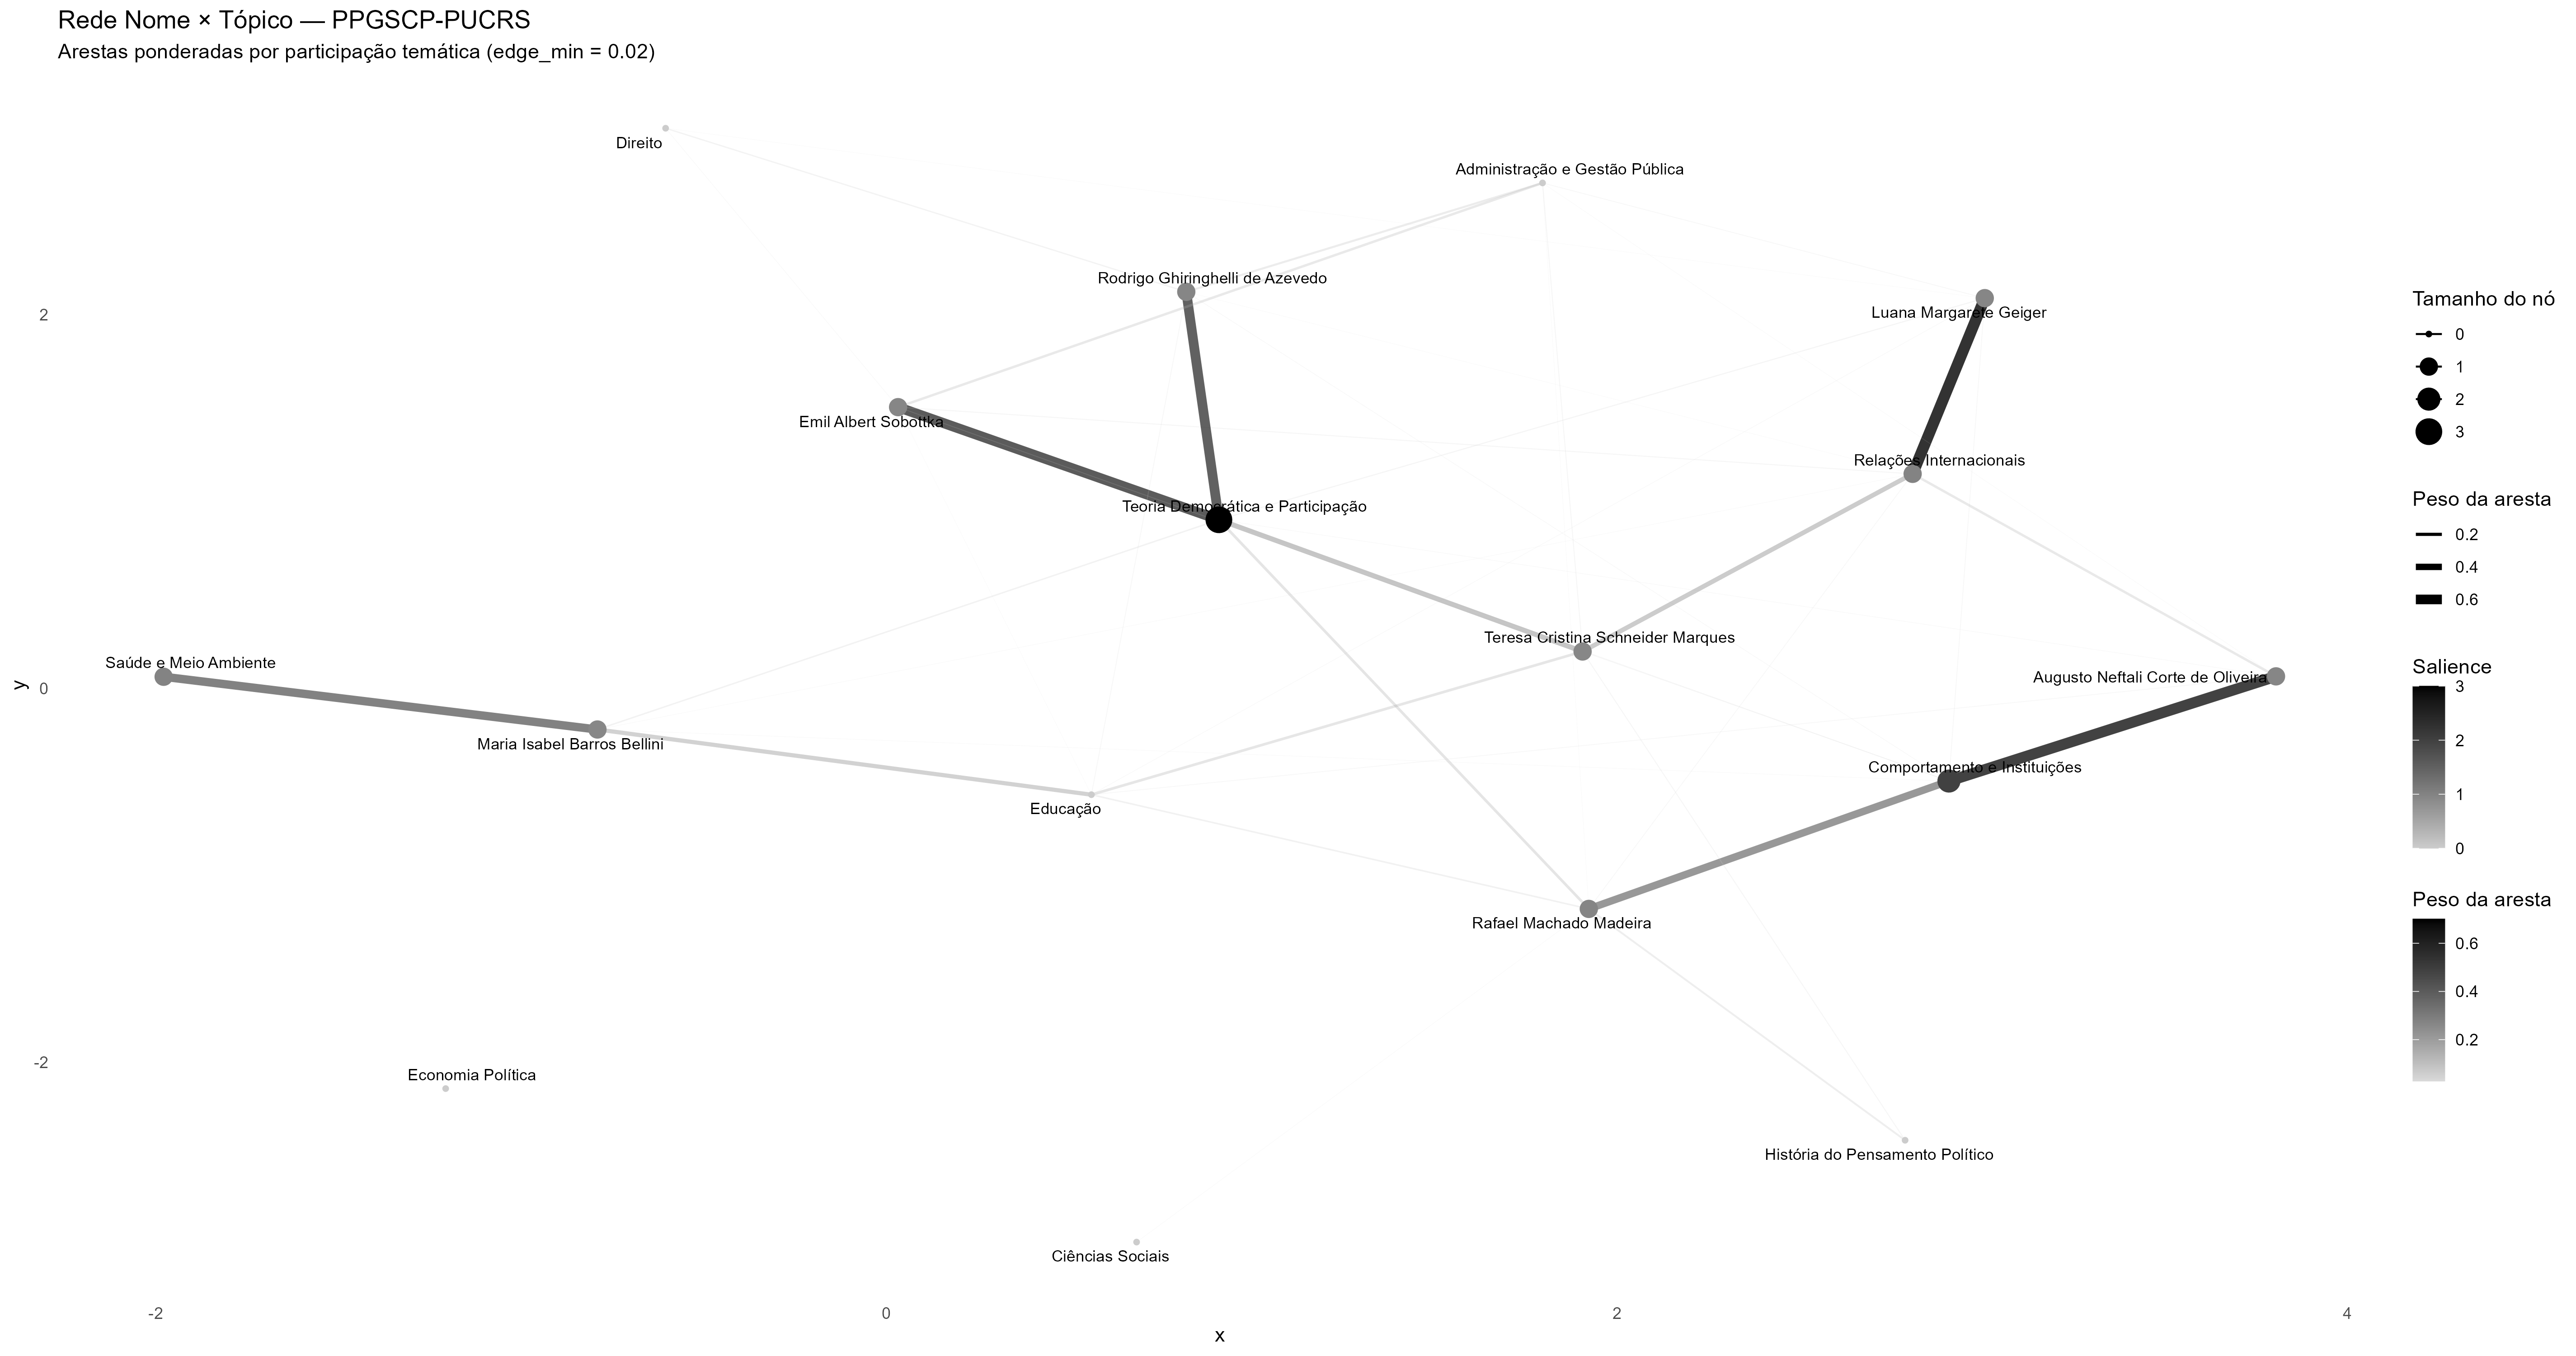 Rede Nome × Tópico — PPGSCP-PUCRS
Arestas ponderadas por participação temática (edge_min = 0.02)
Direito
Administração e Gestão Pública
Rodrigo Ghiringhelli de Azevedo
Luana Margarete Geiger
Emil Albert Sobottka
Relações Internacionais
Teoria Democrática e Participação
Teresa Cristina Schneider Marques
Saúde e Meio Ambiente
Augusto Neftali Corte de Oliveira
Maria Isabel Barros Bellini
Comportamento e Instituições
Educação
Rafael Machado Madeira
Economia Política
História do Pensamento Político
Ciências Sociais
2
0
-2
y
-2
0
2
4
x
Tamanho do nó
0
1
2
3
Peso da aresta
0.2
0.4
0.6
Salience
3
2
1
0
Peso da aresta
0.6
0.4
0.2